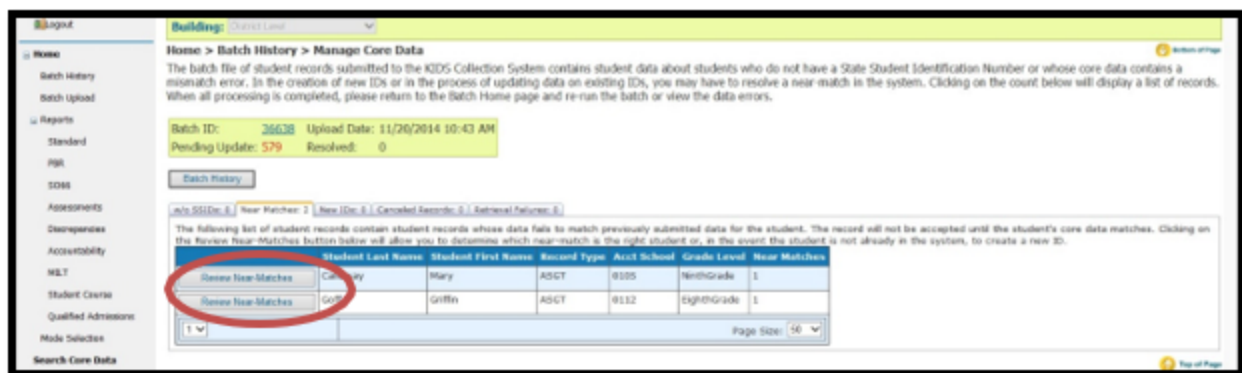 Logout
Building: District Level
Home
Batch History
Batch Upload
Reports
Standard
PBR
Assessments
Discrepancies
Accountability
Student Course
Qualified Admissions
Mode Selection
Search Core Data
Home > Batch History > Manage Core Data
Bottom of Page
The batch file of student records submitted to the KIDS Collection System contains student data about students who do not have a State Student Identification Number or whose core data contains a
mismatch error. In the creation of new IDs or in the process of updating data on existing IDs, you may have to resolve a near-match in the system. Clicking on the count below will display a list of records.
When all processing is completed, please return to the Batch Home page and re-run the batch or view the data errors.
Batch ID: 36638 Upload Date: 11/20/2014 10:43 AM
Pending Update: 579 Resolved: 0
Batch History
w/o SSIDs: 0 Near Matches: 2 New IDs: 0 Canceled Records: 0 Retrieval Failures: 0
The following list of student records contain student records whose data fails to match previously submitted data for the student. The record will not be accepted until the student's core data matches. Clicking on
the Review Near-Matches button below will allow you to determine which near-match is the right student or, in the event the student is not already in the system, to create a new ID.
Student Last Name Student First Name Record Type Acct School Grade Level Near Matches
Review Near-Matches Mary ASGT 0105 NinthGrade 1
Review Near-Matches Griffin ASGT 0112 EighthGrade 1
1 Page Size: 50
Top of Page